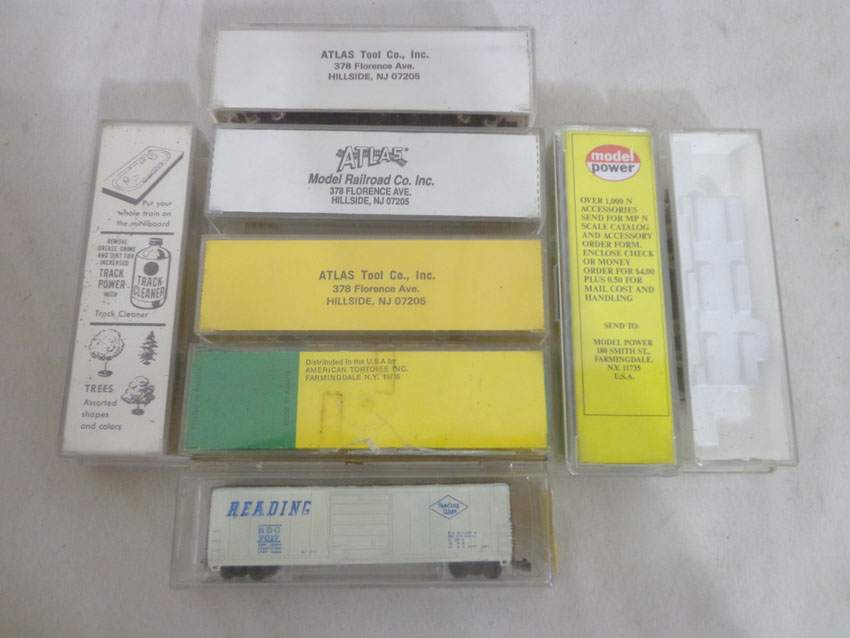 ATLAS Tool Co., Inc.
378 Florence Ave.
HILLSIDE, NJ 07205
ATLAS
Model Railroad Co. Inc.
378 FLORENCE AVE.
HILLSIDE, NJ 07205
ATLAS Tool Co., Inc.
378 Florence Ave.
HILLSIDE, NJ 07205
Distributed in the U.S.A by
AMERICAN TORTOISE INC.
FARMINGDALE N.Y.
Put your
whole train on
the miNiboard
REMOVE
GREASE, GRIME
AND DIRT FOR
INCREASED
TRACK
POWER
WITH
TRACK-
CLEANER
Track Cleaner
TREES
Assorted
shapes
and colors
model
power
OVER 1,000 N
ACCESSORIES
SEND FOR MP N
SCALE CATALOG
AND ACCESSORY
ORDER FORM.
ENCLOSE CHECK
OR MONEY
ORDER FOR $4.00
PLUS 0.50 FOR
MAIL COST AND
HANDLING
SEND TO:
MODEL POWER
180 SMITH ST.,
FARMINGDALE,
N.Y. 11735
U.S.A.
READING
RDG
Reading
Lines